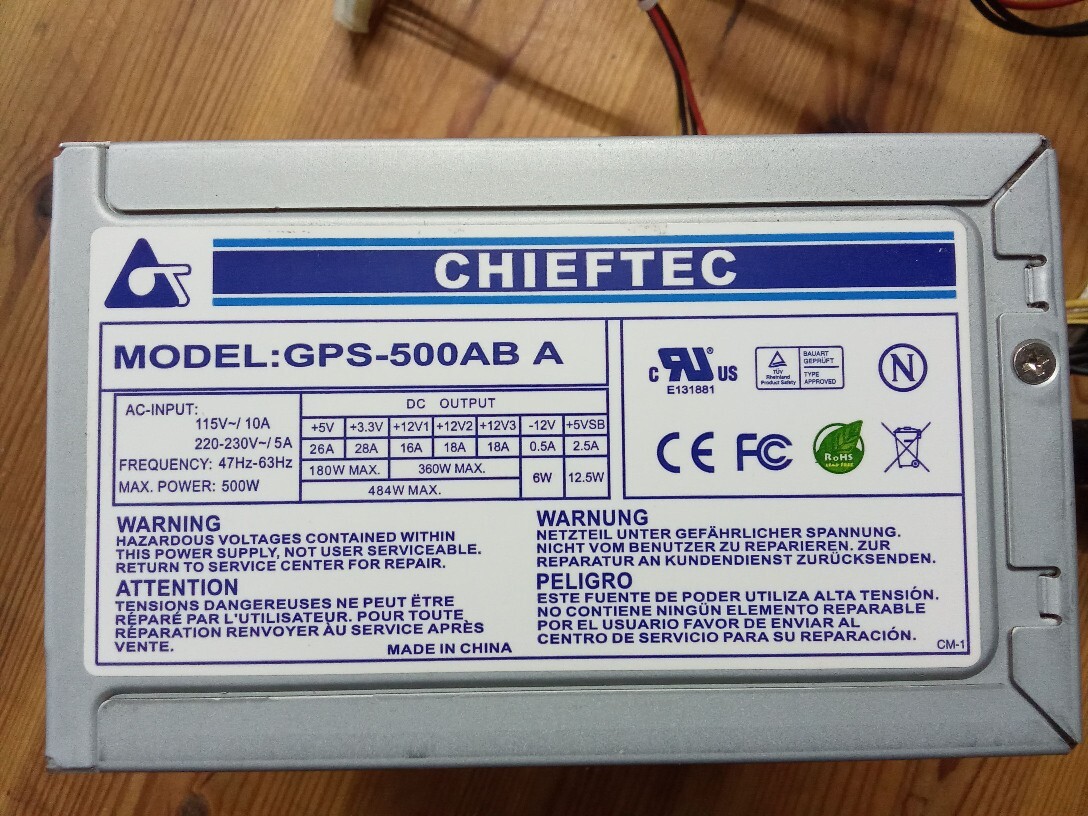 CHIEFTEC
MODEL:GPS-500AB A
AC-INPUT:
115V~/ 10A
220-230V~/ 5A
FREQUENCY: 47Hz-63Hz
MAX. POWER: 500W
DC OUTPUT
+5V +3.3V +12V1 +12V2 +12V3 -12V +5VSB
26A 28A 16A 18A 18A 0.5A 2.5A
180W MAX. 360W MAX. 6W 12.5W
484W MAX.
c RU ® US
E131881
TÜV
Rheinland
Product Safety
BAUART
GEPRÜFT
TYPE
APPROVED
N
CE FC
RoHS
LEAD FREE
WARNING
HAZARDOUS VOLTAGES CONTAINED WITHIN
THIS POWER SUPPLY, NOT USER SERVICEABLE.
RETURN TO SERVICE CENTER FOR REPAIR.
ATTENTION
TENSIONS DANGEREUSES NE PEUT ËTRE
RÉPARÉ PAR L'UTILISATEUR. POUR TOUTE
RÉPARATION RENVOYER ÀU SERVICE APRÈS
VENTE.
MADE IN CHINA
WARNUNG
NETZTEIL UNTER GEFÄHRLICHER SPANNUNG.
NICHT VOM BENUTZER ZU REPARIEREN. ZUR
REPARATUR AN KUNDENDIENST ZURÜCKSENDEN.
PELIGRO
ESTE FUENTE DE PODER UTILIZA ALTA TENSIÓN.
NO CONTIENE NINGÜN ELEMENTO REPARABLE
POR EL USUARIO FAVOR DE ENVIAR AL
CENTRO DE SERVICIO PARA SU REPARACIÓN.
CM-1